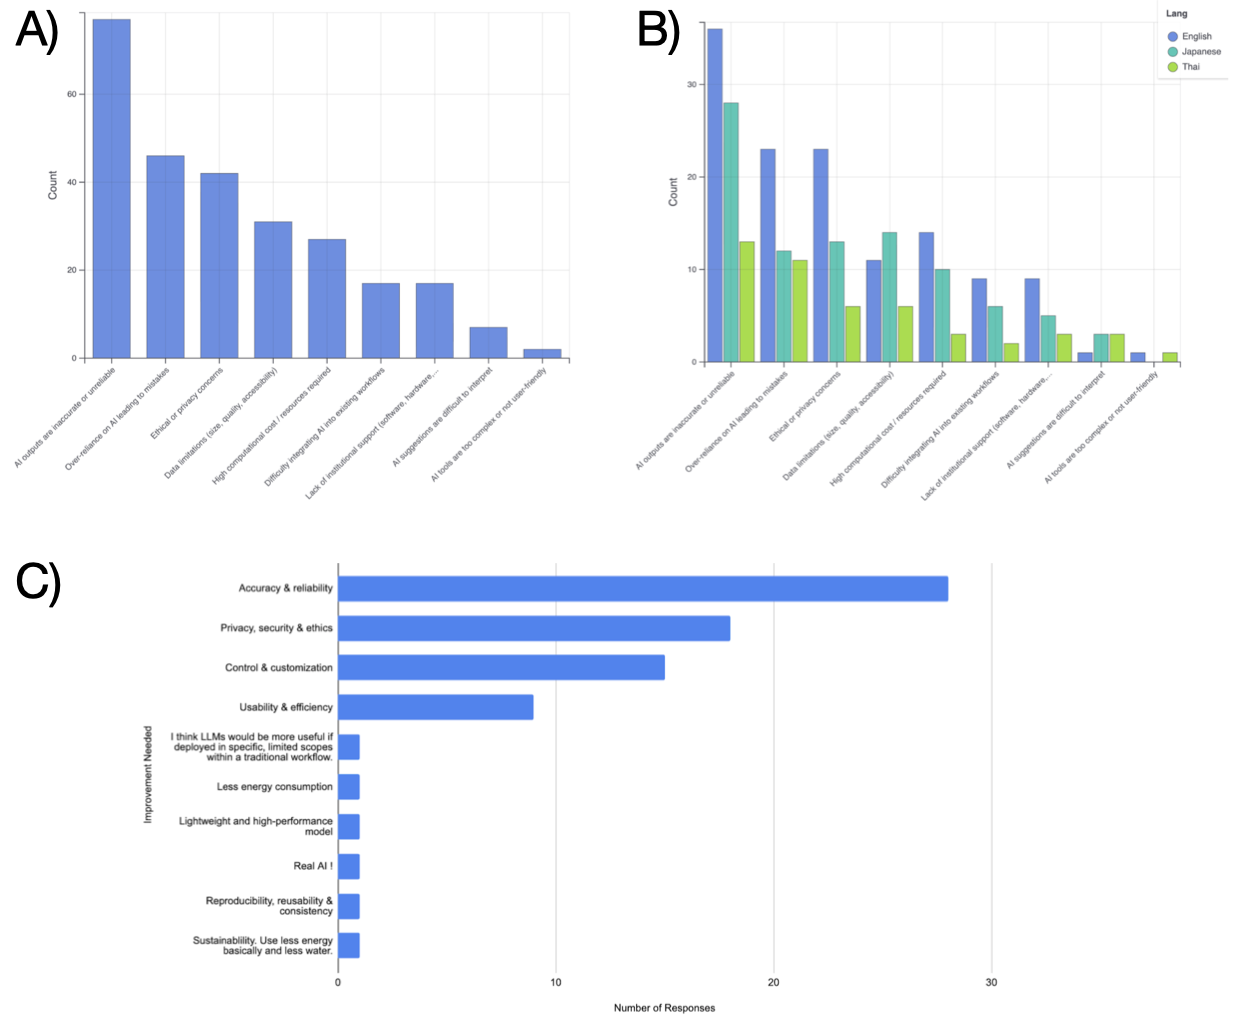 A)
60
40
20
0
Count
AI outputs are inaccurate or unreliable
Over-reliance on AI leading to mistakes
Ethical or privacy concerns
Data limitations (size, quality, accessibility)
High computational cost / resources required
Difficulty integrating AI into existing workflows
Lack of institutional support (software, hardware,...
AI suggestions are difficult to interpret
AI tools are too complex or not user-friendly
B)
Lang
English
Japanese
Thai
30
20
10
0
Count
AI outputs are inaccurate or unreliable
Over-reliance on AI leading to mistakes
Ethical or privacy concerns
Data limitations (size, quality, accessibility)
High computational cost / resources required
Difficulty integrating AI into existing workflows
Lack of institutional support (software, hardware,...
AI suggestions are difficult to interpret
AI tools are too complex or not user-friendly
C)
Improvement Needed
Accuracy & reliability
Privacy, security & ethics
Control & customization
Usability & efficiency
I think LLMs would be more useful if
deployed in specific, limited scopes
within a traditional workflow.
Less energy consumption
Lightweight and high-performance
model
Real AI !
Reproducibility, reusability &
consistency
Sustainablility. Use less energy
basically and less water.
0
10
20
30
Number of Responses